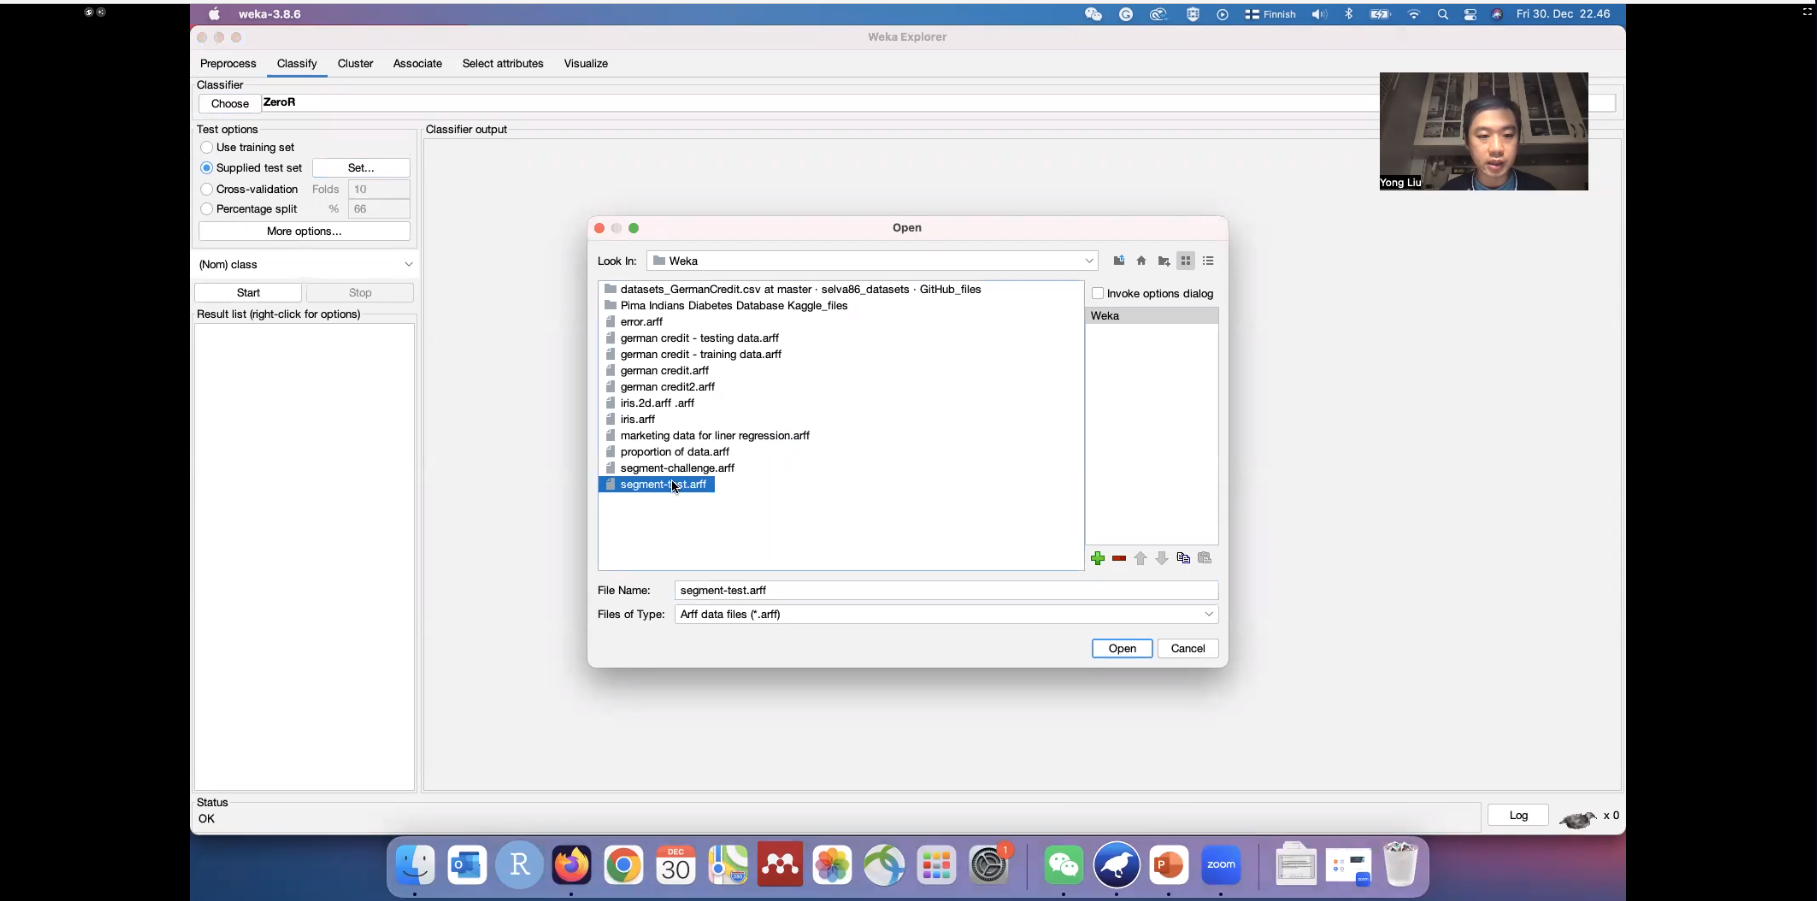 weka-3.8.6
Finnish
Fri 30. Dec 22.46
Weka Explorer
Preprocess
Classify
Cluster
Associate
Select attributes
Visualize
Classifier
Choose
ZeroR
Test options
Use training set
Supplied test set
Set...
Cross-validation
Folds
10
Percentage split
%
66
More options...
(Nom) class
Start
Stop
Result list (right-click for options)
Classifier output
Yong Liu
Open
Look In:
Weka
datasets_GermanCredit.csv at master · selva86_datasets · GitHub_files
Pima Indians Diabetes Database Kaggle_files
error.arff
german credit - testing data.arff
german credit - training data.arff
german credit.arff
german credit2.arff
iris.2d.arff .arff
iris.arff
marketing data for liner regression.arff
proportion of data.arff
segment-challenge.arff
segment-test.arff
Invoke options dialog
Weka
File Name:
segment-test.arff
Files of Type:
Arff data files (*.arff)
Open
Cancel
Status
OK
Log
x 0
R
DEC
30
1
P
zoom